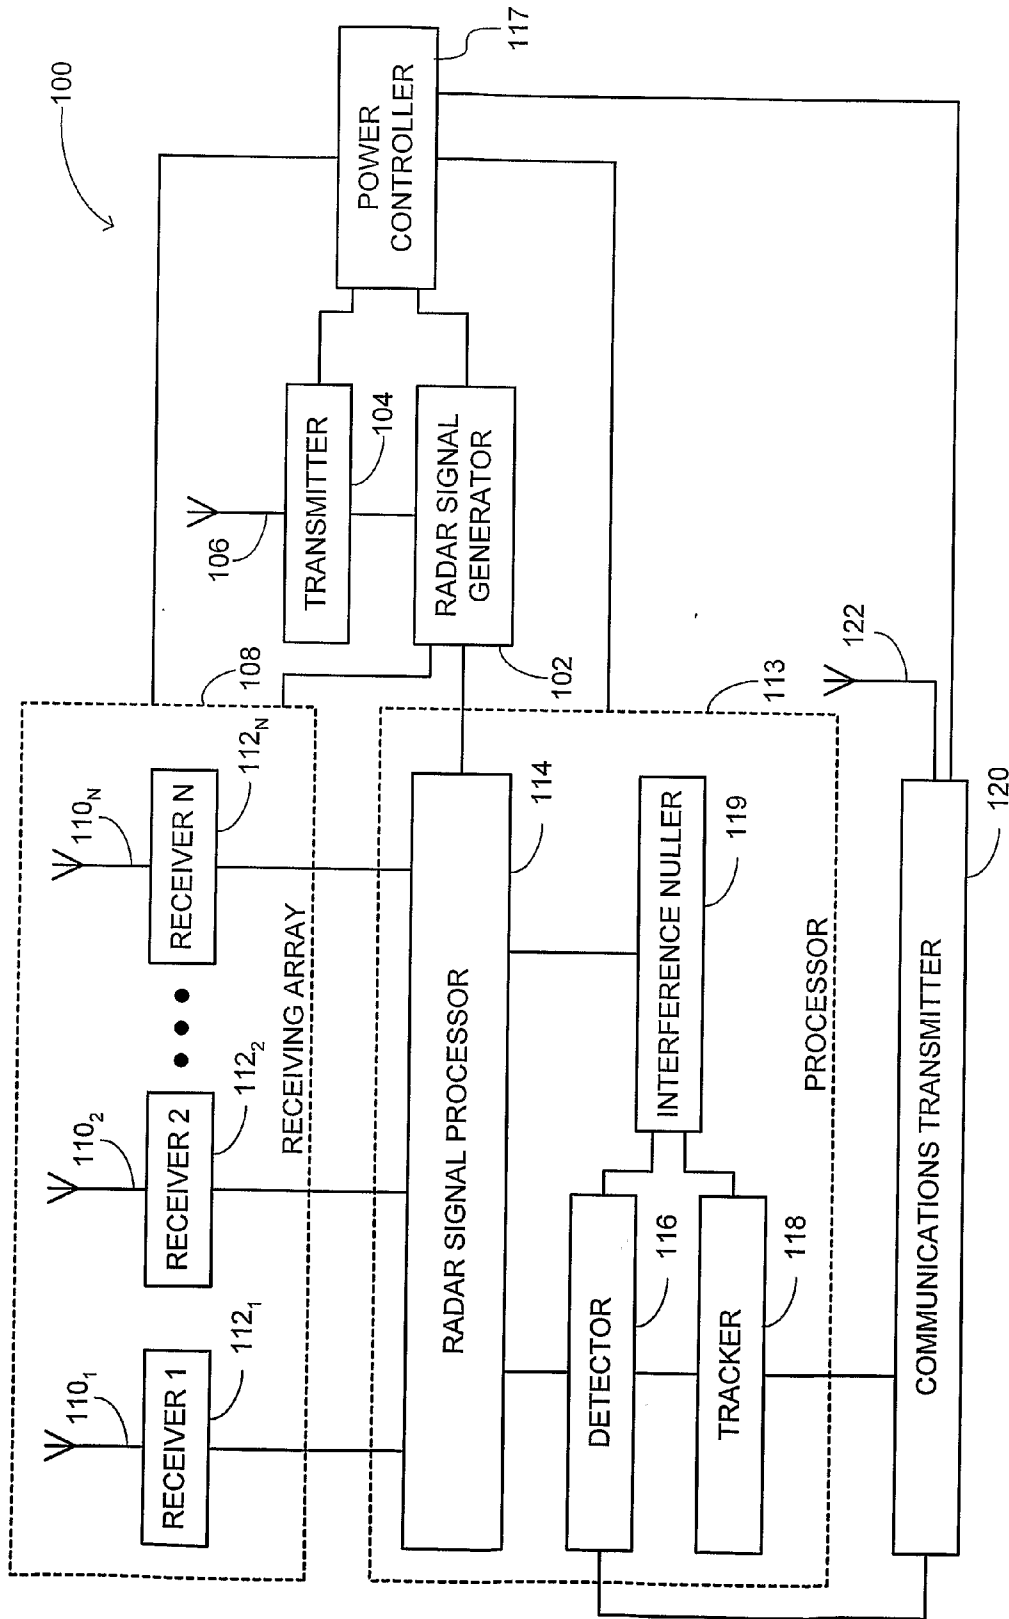 100
110₁
110₂
110_N
RECEIVER 1
RECEIVER 2
RECEIVER N
112₁
112₂
112_N
RECEIVING ARRAY
108
106
TRANSMITTER
104
RADAR SIGNAL
GENERATOR
102
POWER
CONTROLLER
117
RADAR SIGNAL PROCESSOR
114
113
DETECTOR
116
INTERFERENCE NULLER
119
TRACKER
118
PROCESSOR
122
COMMUNICATIONS TRANSMITTER
120